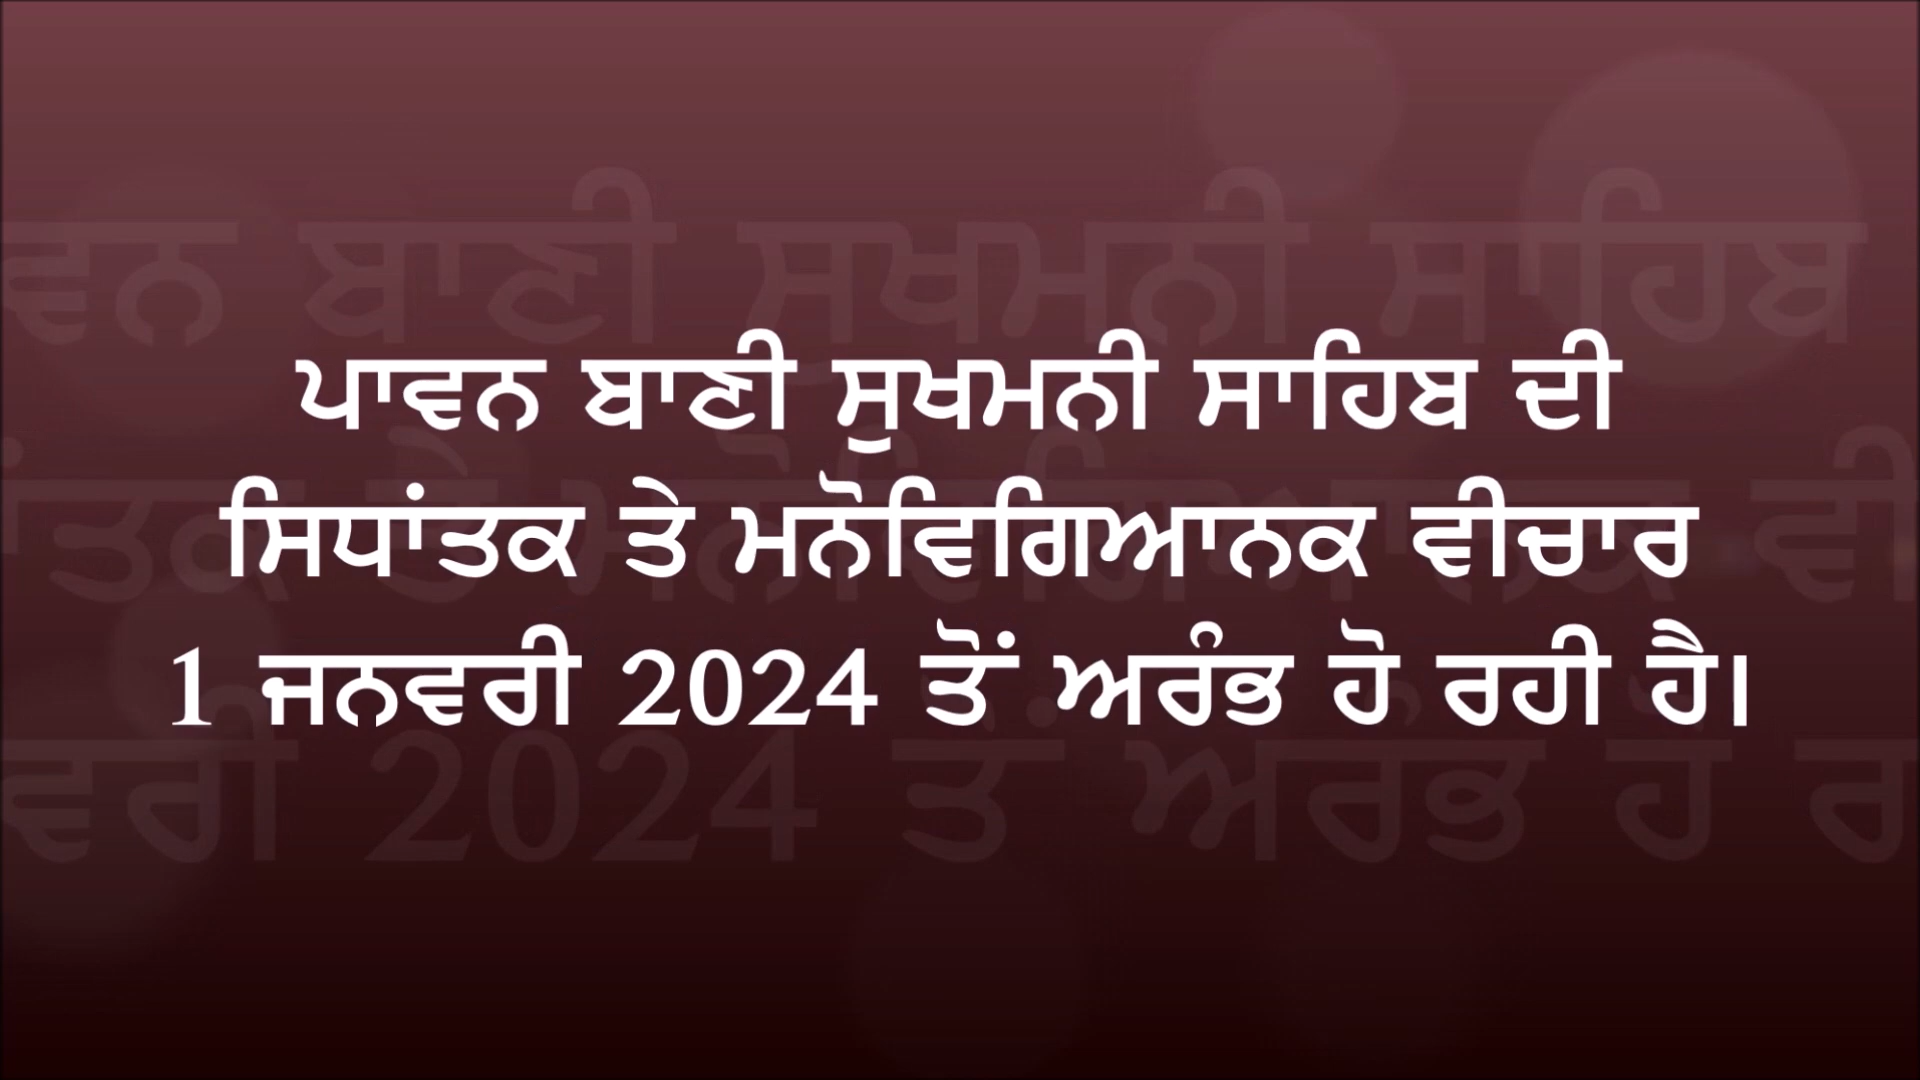 ਪਾਵਨ ਬਾਣੀ ਸੁਖਮਨੀ ਸਾਹਿਬ ਦੀ
ਸਿਧਾਂਤਕ ਤੇ ਮਨੋਵਿਗਿਆਨਕ ਵੀਚਾਰ
1 ਜਨਵਰੀ 2024 ਤੋਂ ਅਰੰਭ ਹੋ ਰਹੀ ਹੈ।